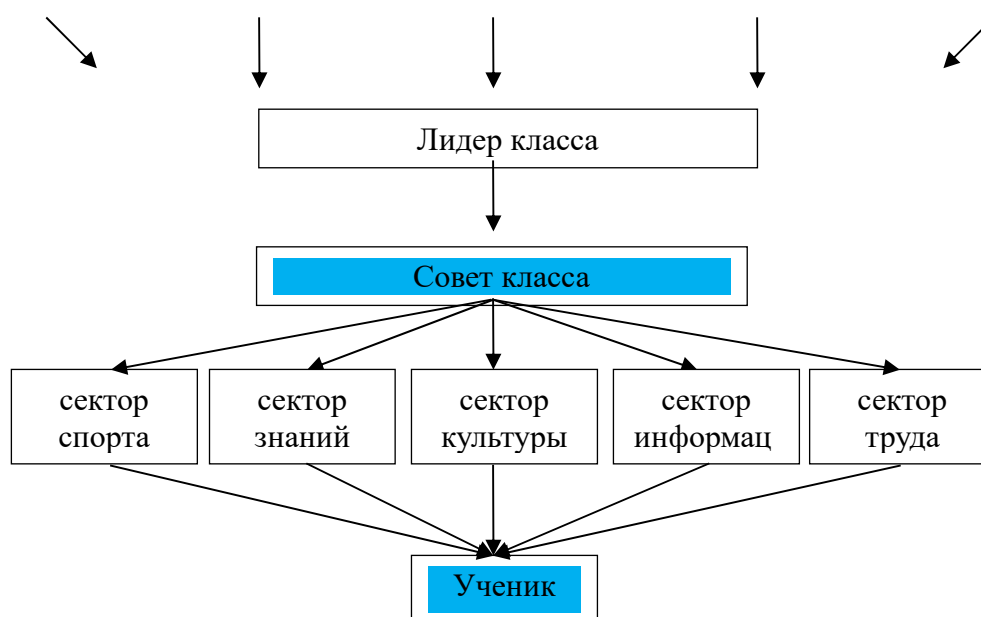 Лидер класса
Совет класса
сектор
спорта
сектор
знаний
сектор
культуры
сектор
информац
сектор
труда
Ученик